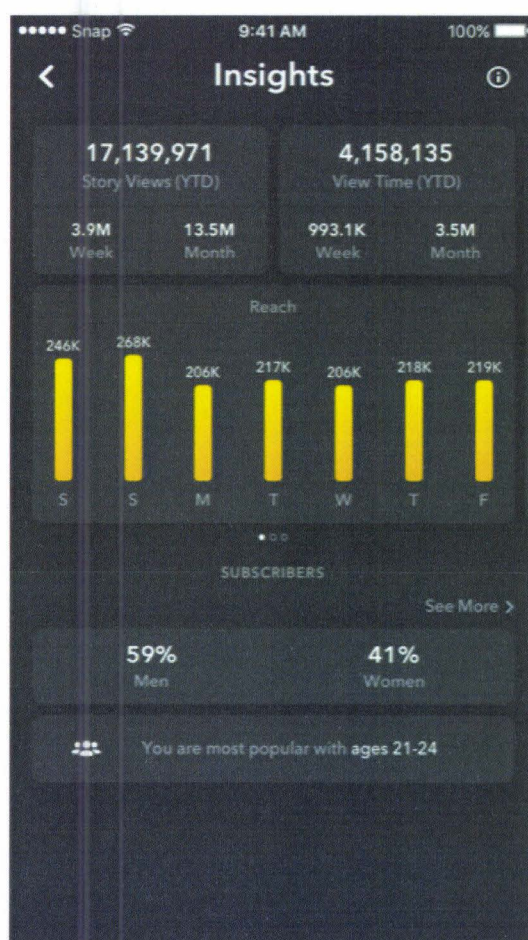 Snap 9:41 AM 100%
Insights
17,139,971 4,158,135
Story Views (YTD) View Time (YTD)
3.9M 13.5M 993.1K 3.5M
Week Month Week Month
Reach
246K 268K 206K 217K 206K 218K 219K
S S M T W T F
SUBSCRIBERS
See More >
59% 41%
Men Women
You are most popular with ages 21-24